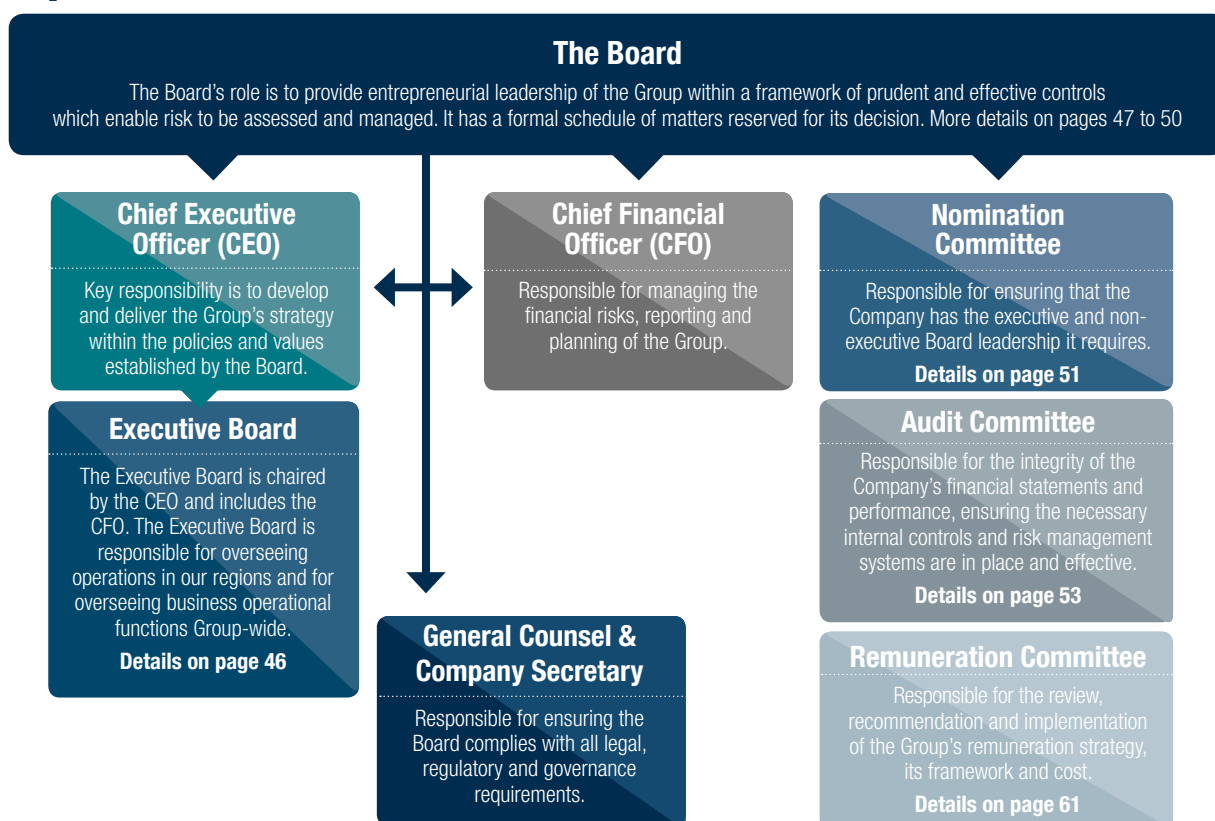 The Board
The Board's role is to provide entrepreneurial leadership of the Group within a framework of prudent and effective controls
which enable risk to be assessed and managed. It has a formal schedule of matters reserved for its decision. More details on pages 47 to 50
Chief Executive
Officer (CEO)
Key responsibility is to develop
and deliver the Group's strategy
within the policies and values
established by the Board.
Executive Board
The Executive Board is chaired
by the CEO and includes the
CFO. The Executive Board is
responsible for overseeing
operations in our regions and for
overseeing business operational
functions Group-wide.
Details on page 46
Chief Financial
Officer (CFO)
Responsible for managing the
financial risks, reporting and
planning of the Group.
General Counsel &
Company Secretary
Responsible for ensuring the
Board complies with all legal,
regulatory and governance
requirements.
Nomination
Committee
Responsible for ensuring that the
Company has the executive and non-
executive Board leadership it requires.
Details on page 51
Audit Committee
Responsible for the integrity of the
Company's financial statements and
performance, ensuring the necessary
internal controls and risk management
systems are in place and effective.
Details on page 53
Remuneration Committee
Responsible for the review,
recommendation and implementation
of the Group's remuneration strategy,
its framework and cost.
Details on page 61